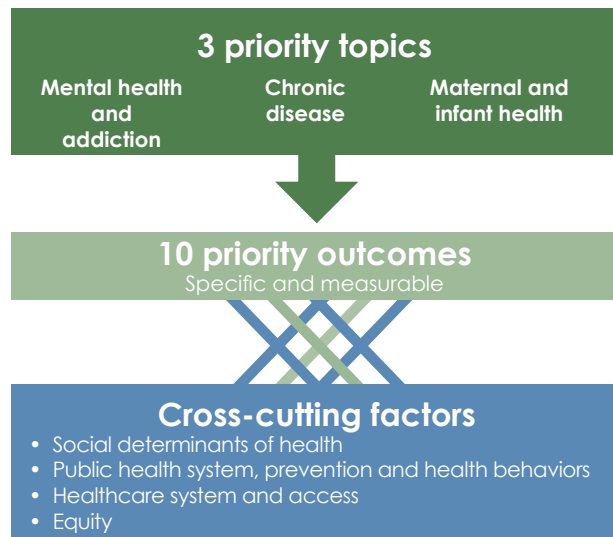 3 priority topics
Mental health
and
addiction
Chronic
disease
Maternal and
infant health
10 priority outcomes
Specific and measurable
Cross-cutting factors
• Social determinants of health
• Public health system, prevention and health behaviors
• Healthcare system and access
• Equity